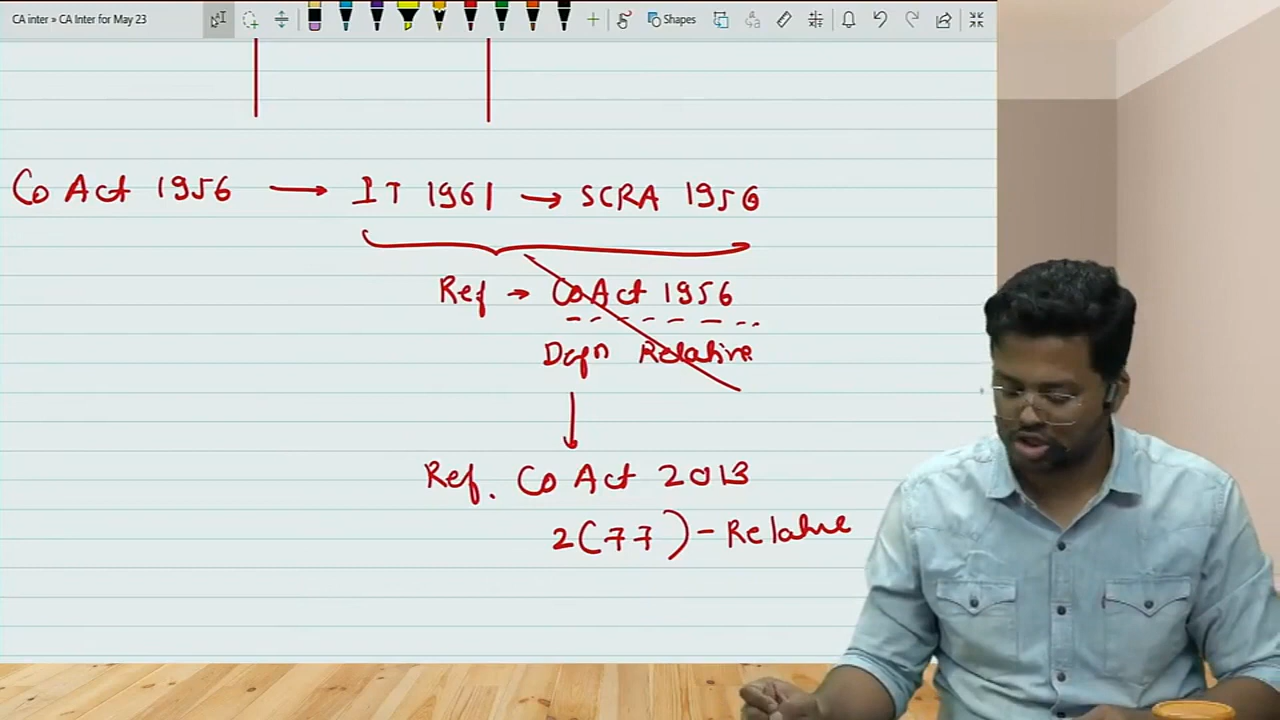 CA inter » CA Inter for May 23
Shapes
Co Act 1956 → IT 1961 → SCRA 1956
Ref → Co Act 1956
Defn Relative
Ref. Co Act 2013
2(77) - Relative